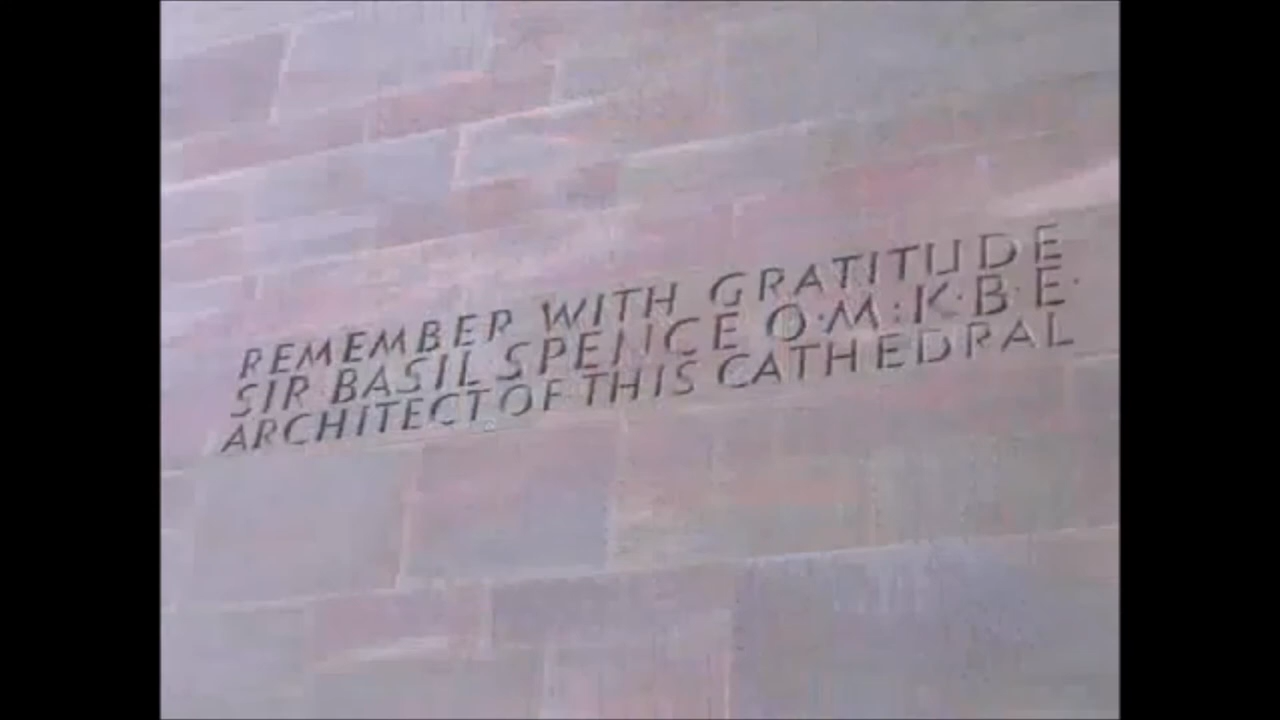 REMEMBER WITH GRATITUDE
SIR BASIL SPENCE O·M·:K·B·E·
ARCHITECT OF THIS CATHEDRAL